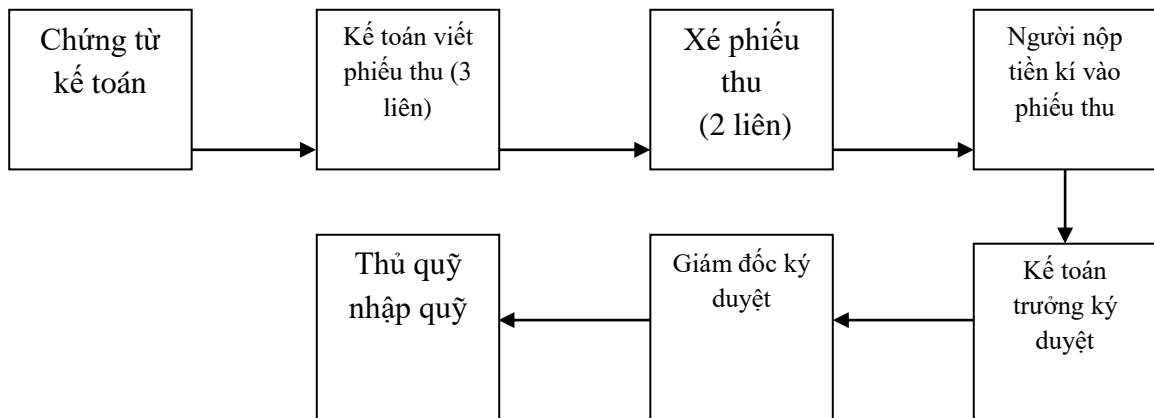 Chứng từ
kế toán
Kế toán viết
phiếu thu (3
liên)
Xé phiếu
thu
(2 liên)
Người nộp
tiền kí vào
phiếu thu
Thủ quỹ
nhập quỹ
Giám đốc ký
duyệt
Kế toán
trưởng ký
duyệt